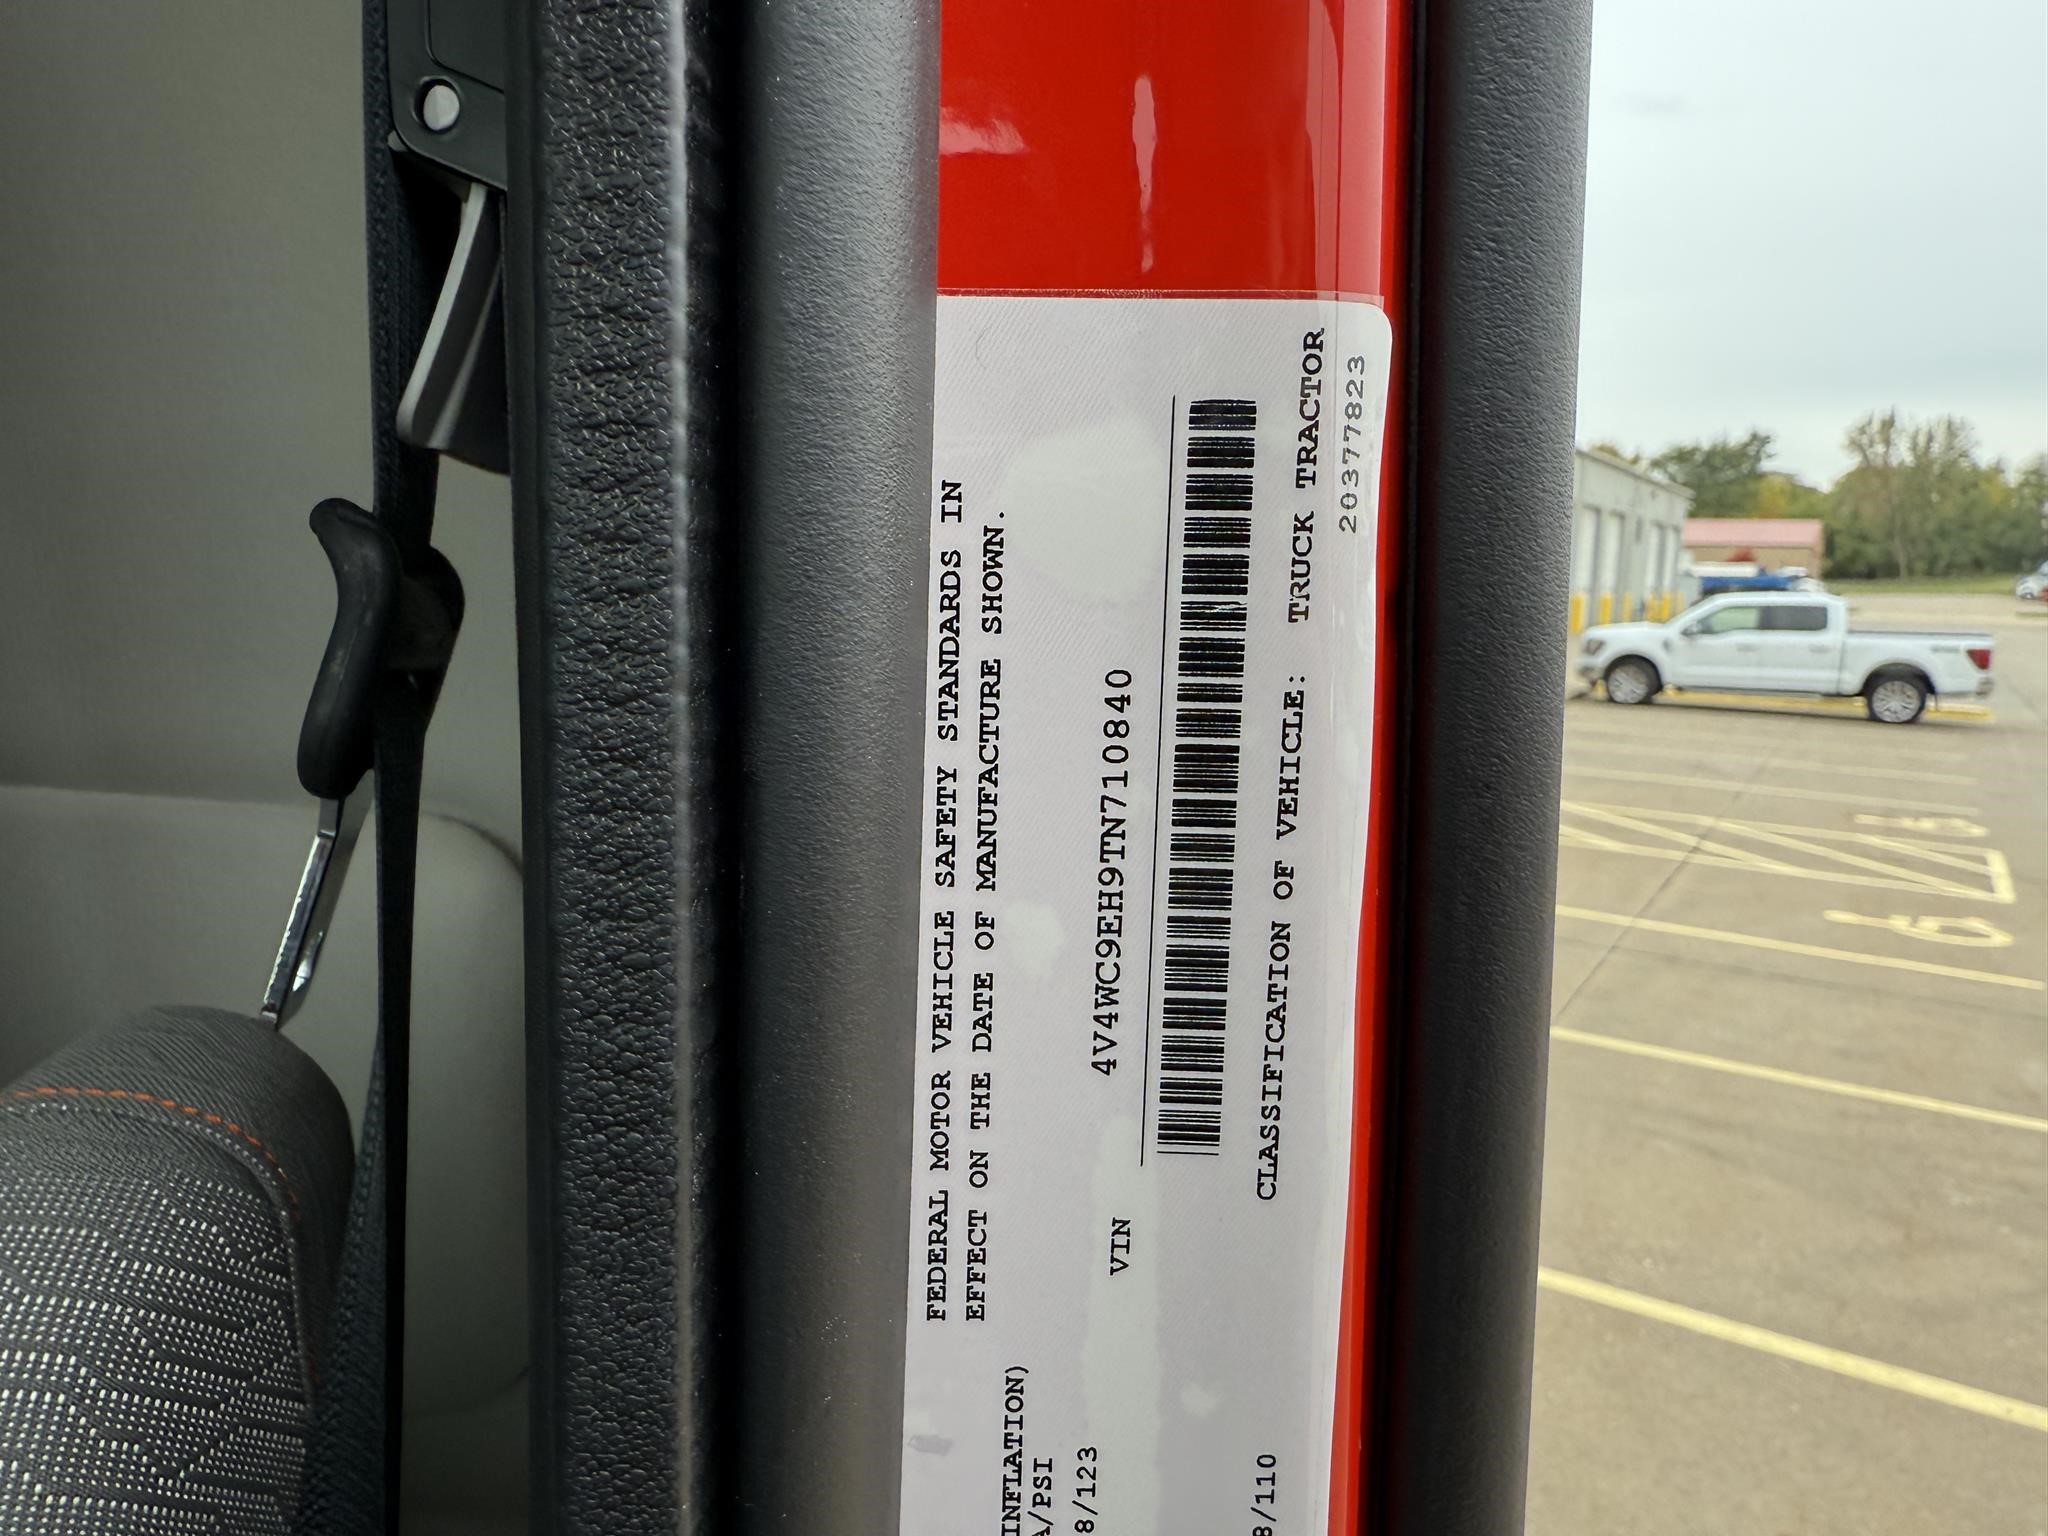 FEDERAL MOTOR VEHICLE SAFETY STANDARDS IN
EFFECT ON THE DATE OF MANUFACTURE SHOWN.
INFLATION)
A/PSI
8/123
VIN 4V4WC9EH9TN710840
8/110
CLASSIFICATION OF VEHICLE: TRUCK TRACTOR
20377823